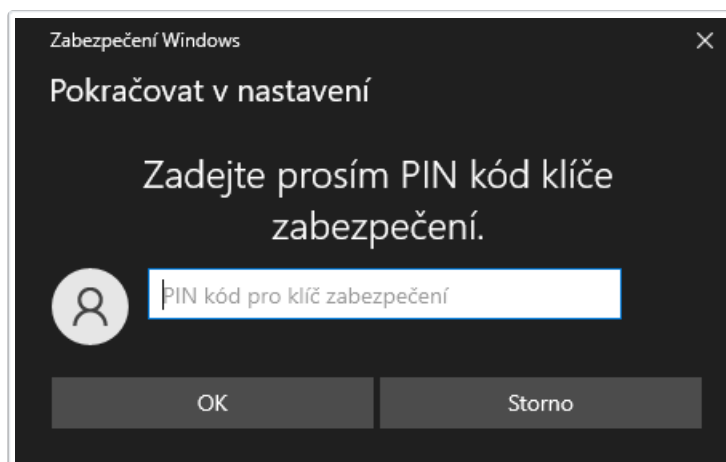 Zabezpečení Windows
Pokračovat v nastavení
Zadejte prosím PIN kód klíče
zabezpečení.
PIN kód pro klíč zabezpečení
OK
Storno